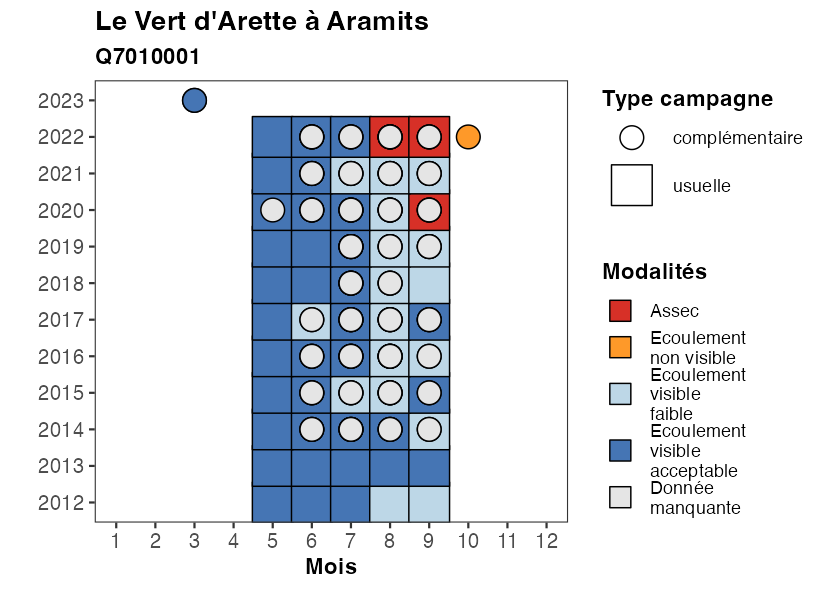 Le Vert d'Arette à Aramits
Q7010001
2023
2022
2021
2020
2019
2018
2017
2016
2015
2014
2013
2012
1 2 3 4 5 6 7 8 9 10 11 12
Mois
Type campagne
complémentaire
usuelle
Modalités
Assec
Ecoulement
non visible
Ecoulement
visible
faible
Ecoulement
visible
acceptable
Donnée
manquante